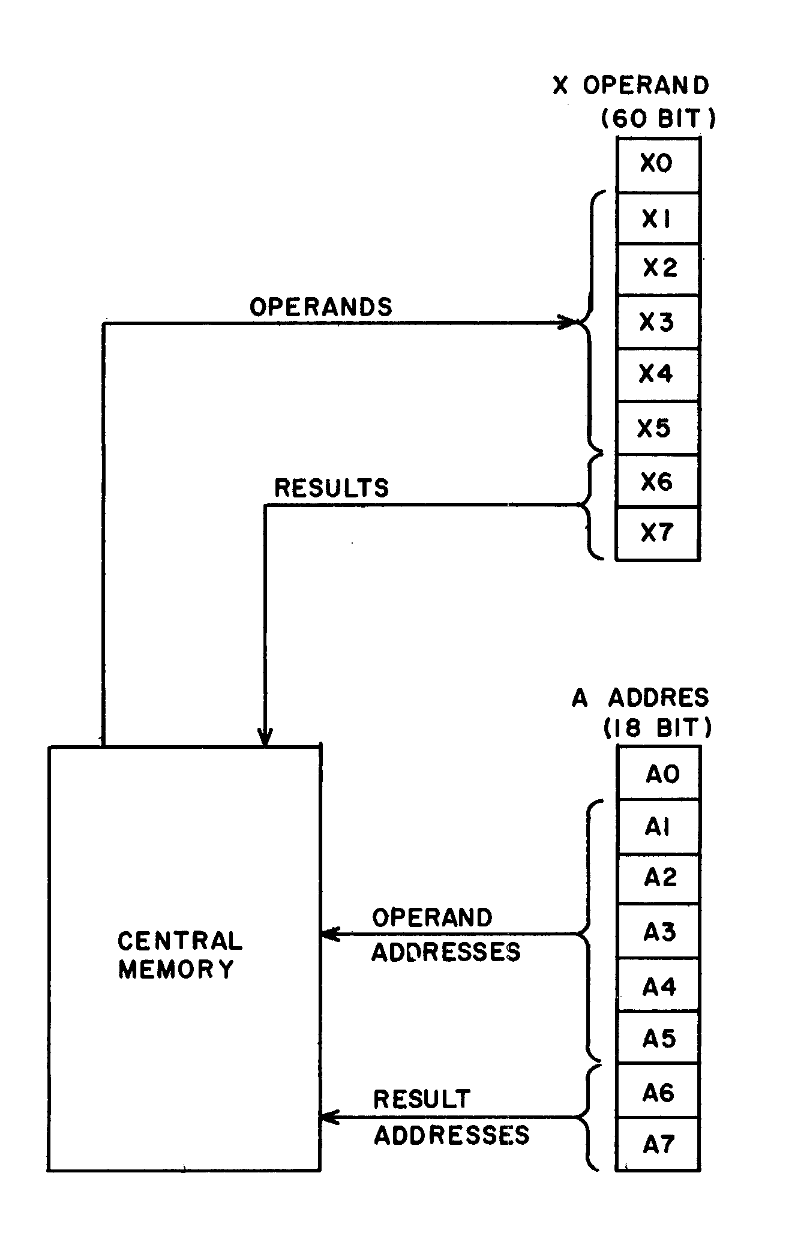 X OPERAND
(60 BIT)
X0
X1
X2
OPERANDS
X3
X4
X5
X6
RESULTS
X7
A ADDRES
(18 BIT)
A0
A1
A2
OPERAND
ADDRESSES
A3
CENTRAL
MEMORY
A4
A5
A6
RESULT
ADDRESSES
A7